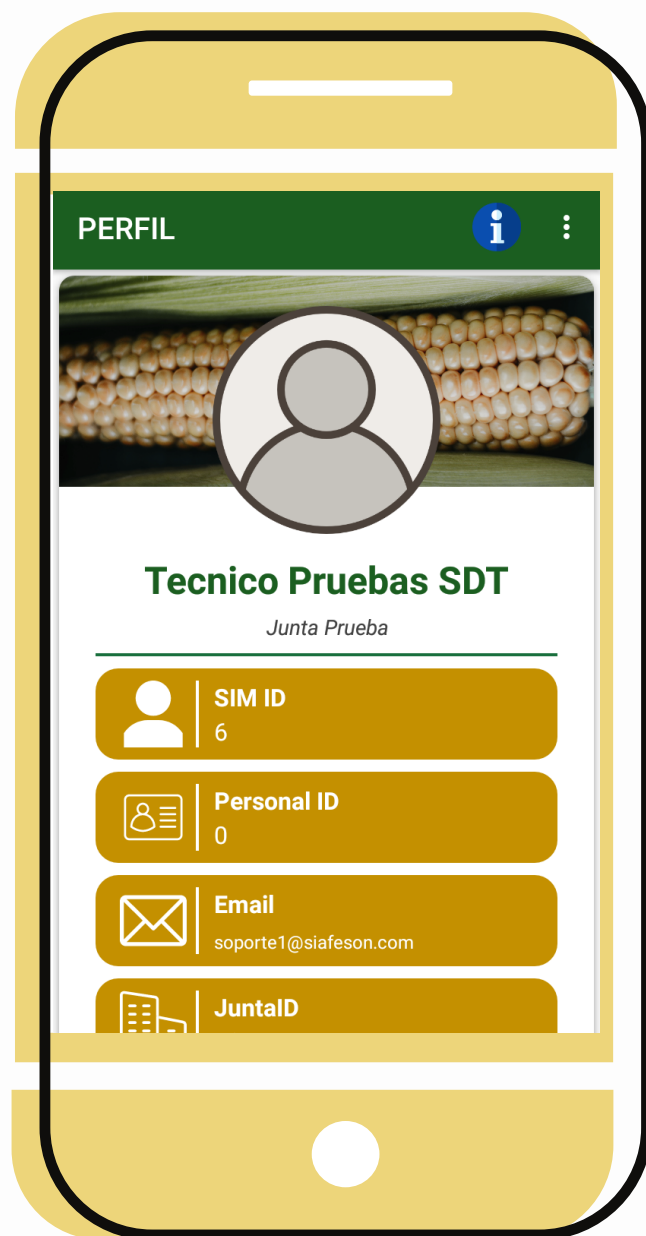 PERFIL
Tecnico Pruebas SDT
Junta Prueba
SIM ID
6
Personal ID
0
Email
soporte1@siafeson.com
JuntaID